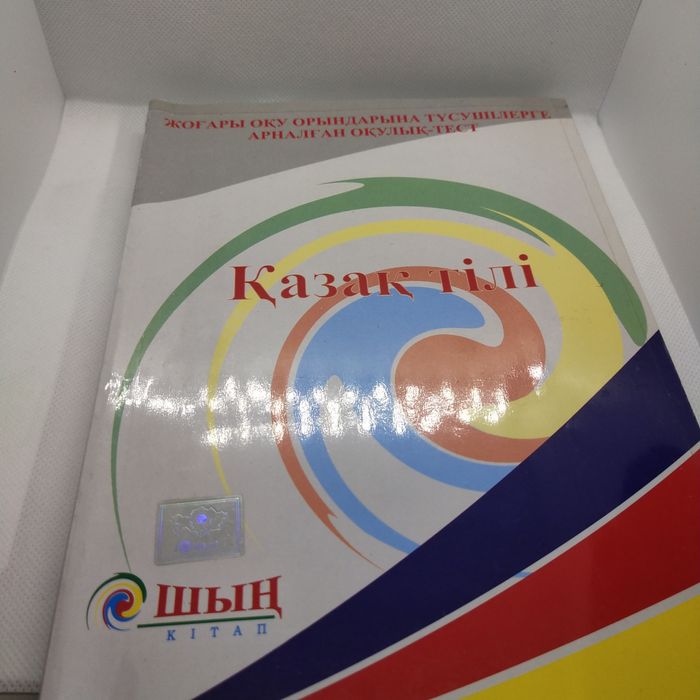 ЖОҒАРЫ ОҚУ ОРЫНДАРЫНА ТҮСУШІЛЕРГЕ
АРНАЛҒАН ОҚУЛЫҚ-ТЕСТ
Қазақ тілі
ШЫҢ
КІТАП